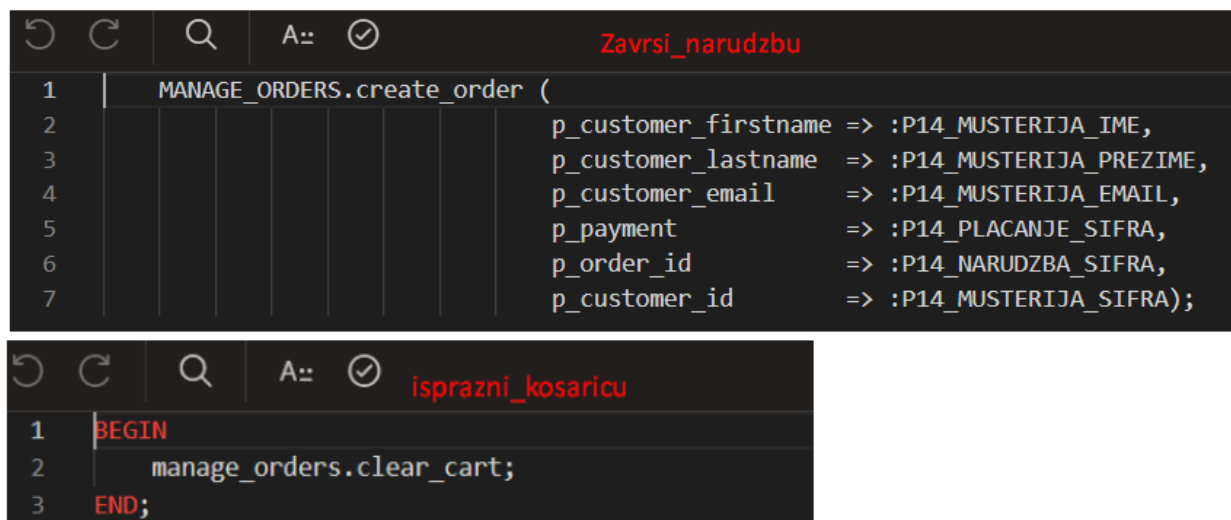 A:: Zavrsi_narudzbu
1 MANAGE_ORDERS.create_order (
2 p_customer_firstname => :P14_MUSTERIJA_IME,
3 p_customer_lastname => :P14_MUSTERIJA_PREZIME,
4 p_customer_email => :P14_MUSTERIJA_EMAIL,
5 p_payment => :P14_PLACANJE_SIFRA,
6 p_order_id => :P14_NARUDZBA_SIFRA,
7 p_customer_id => :P14_MUSTERIJA_SIFRA);
A:: isprazni_kosaricu
1 BEGIN
2 manage_orders.clear_cart;
3 END;